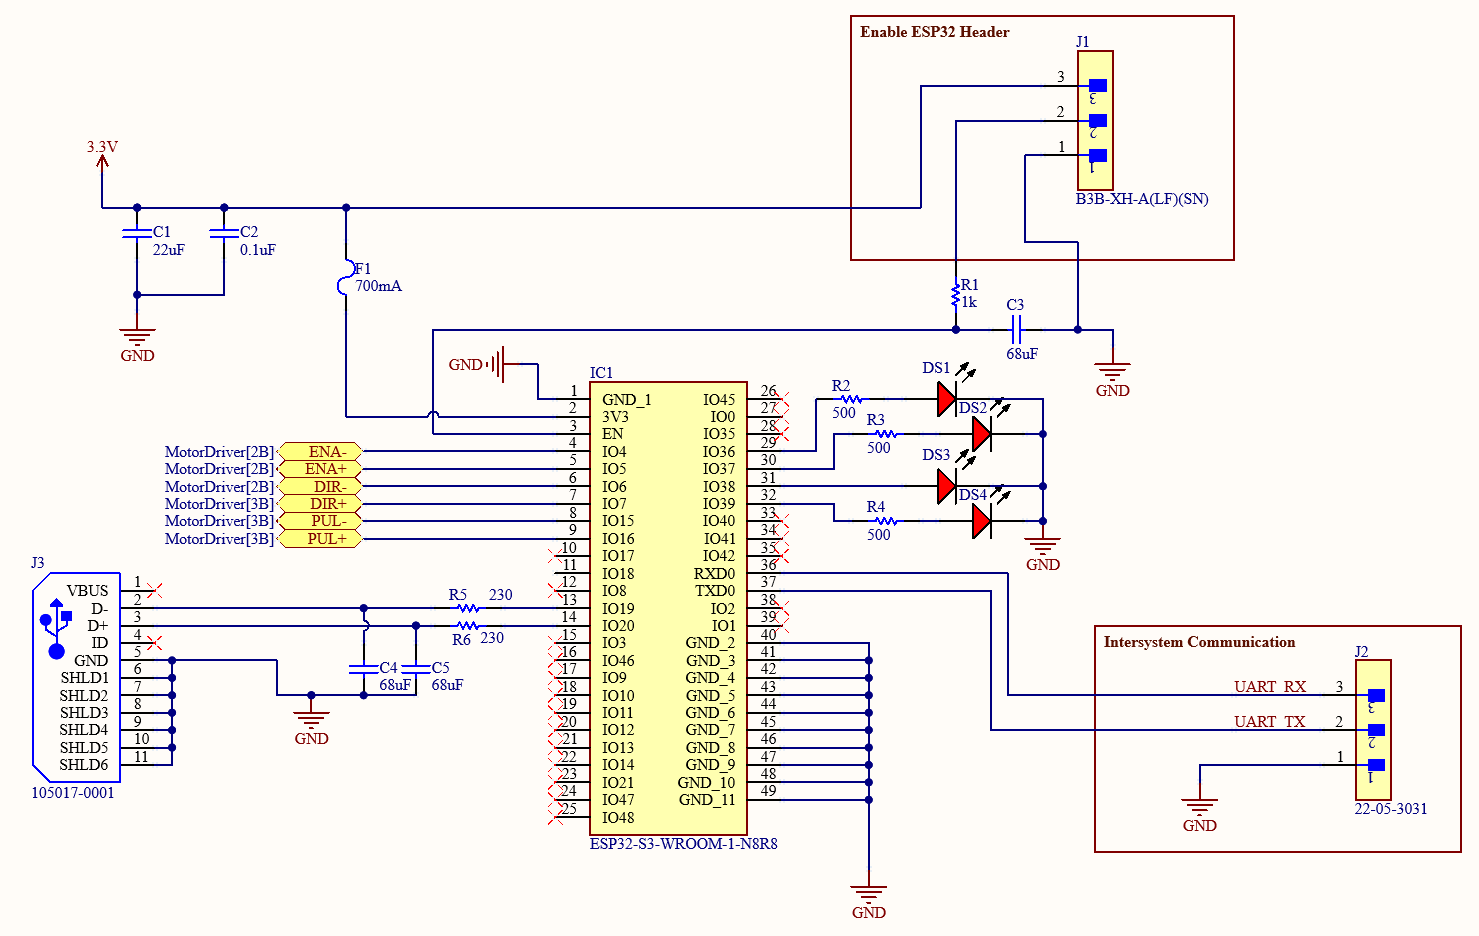 Enable ESP32 Header
J1
3
3
2
2
1
1
B3B-XH-A(LF)(SN)
3.3V
C1
22uF
C2
0.1uF
GND
F1
700mA
R1
1k
C3
68uF
GND
GND
IC1
1 GND_1
2 3V3
3 EN
4 IO4
5 IO5
6 IO6
7 IO7
8 IO15
9 IO16
10 IO17
11 IO18
12 IO8
13 IO19
14 IO20
15 IO3
16 IO46
17 IO9
18 IO10
19 IO11
20 IO12
21 IO13
22 IO14
23 IO21
24 IO47
25 IO48
IO45 26
IO0 27
IO35 28
IO36 29
IO37 30
IO38 31
IO39 32
IO40 33
IO41 34
IO42 35
RXD0 36
TXD0 37
IO2 38
IO1 39
GND_2 40
GND_3 41
GND_4 42
GND_5 43
GND_6 44
GND_7 45
GND_8 46
GND_9 47
GND_10 48
GND_11 49
ESP32-S3-WROOM-1-N8R8
GND
MotorDriver[2B] ENA-
MotorDriver[2B] ENA+
MotorDriver[2B] DIR-
MotorDriver[3B] DIR+
MotorDriver[3B] PUL-
MotorDriver[3B] PUL+
R2
500
DS1
R3
500
DS2
DS3
R4
500
DS4
GND
J3
VBUS 1
D- 2
D+ 3
ID 4
GND 5
SHLD1 6
SHLD2 7
SHLD3 8
SHLD4 9
SHLD5 10
SHLD6 11
105017-0001
R5 230
R6 230
C4
68uF
C5
68uF
GND
Intersystem Communication
J2
UART_RX 3
3
UART_TX 2
2
1
1
GND
22-05-3031